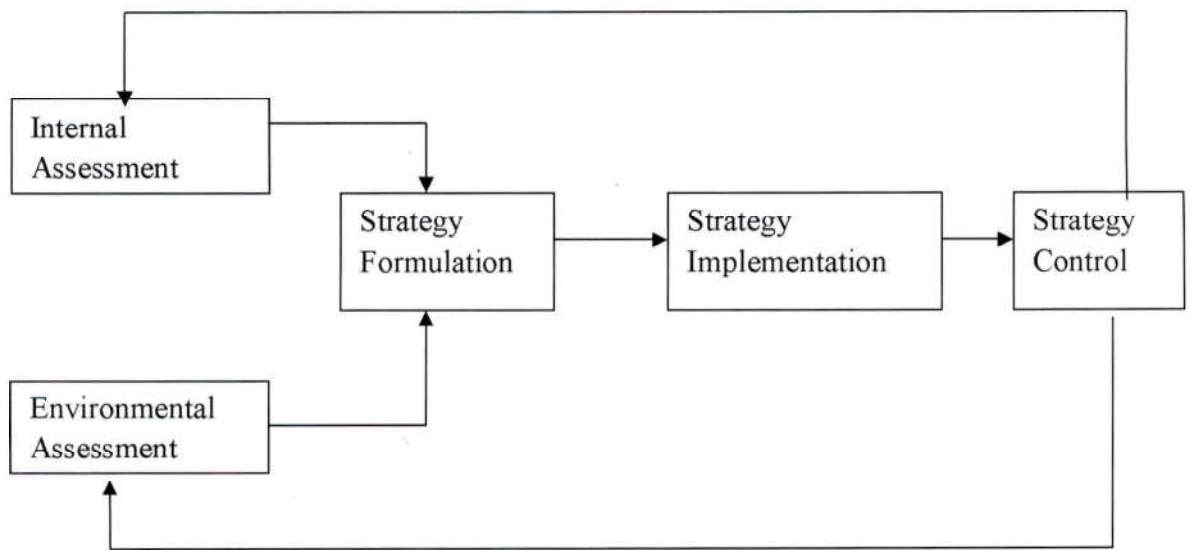 Internal
Assessment
Strategy
Formulation
Strategy
Implementation
Strategy
Control
Environmental
Assessment